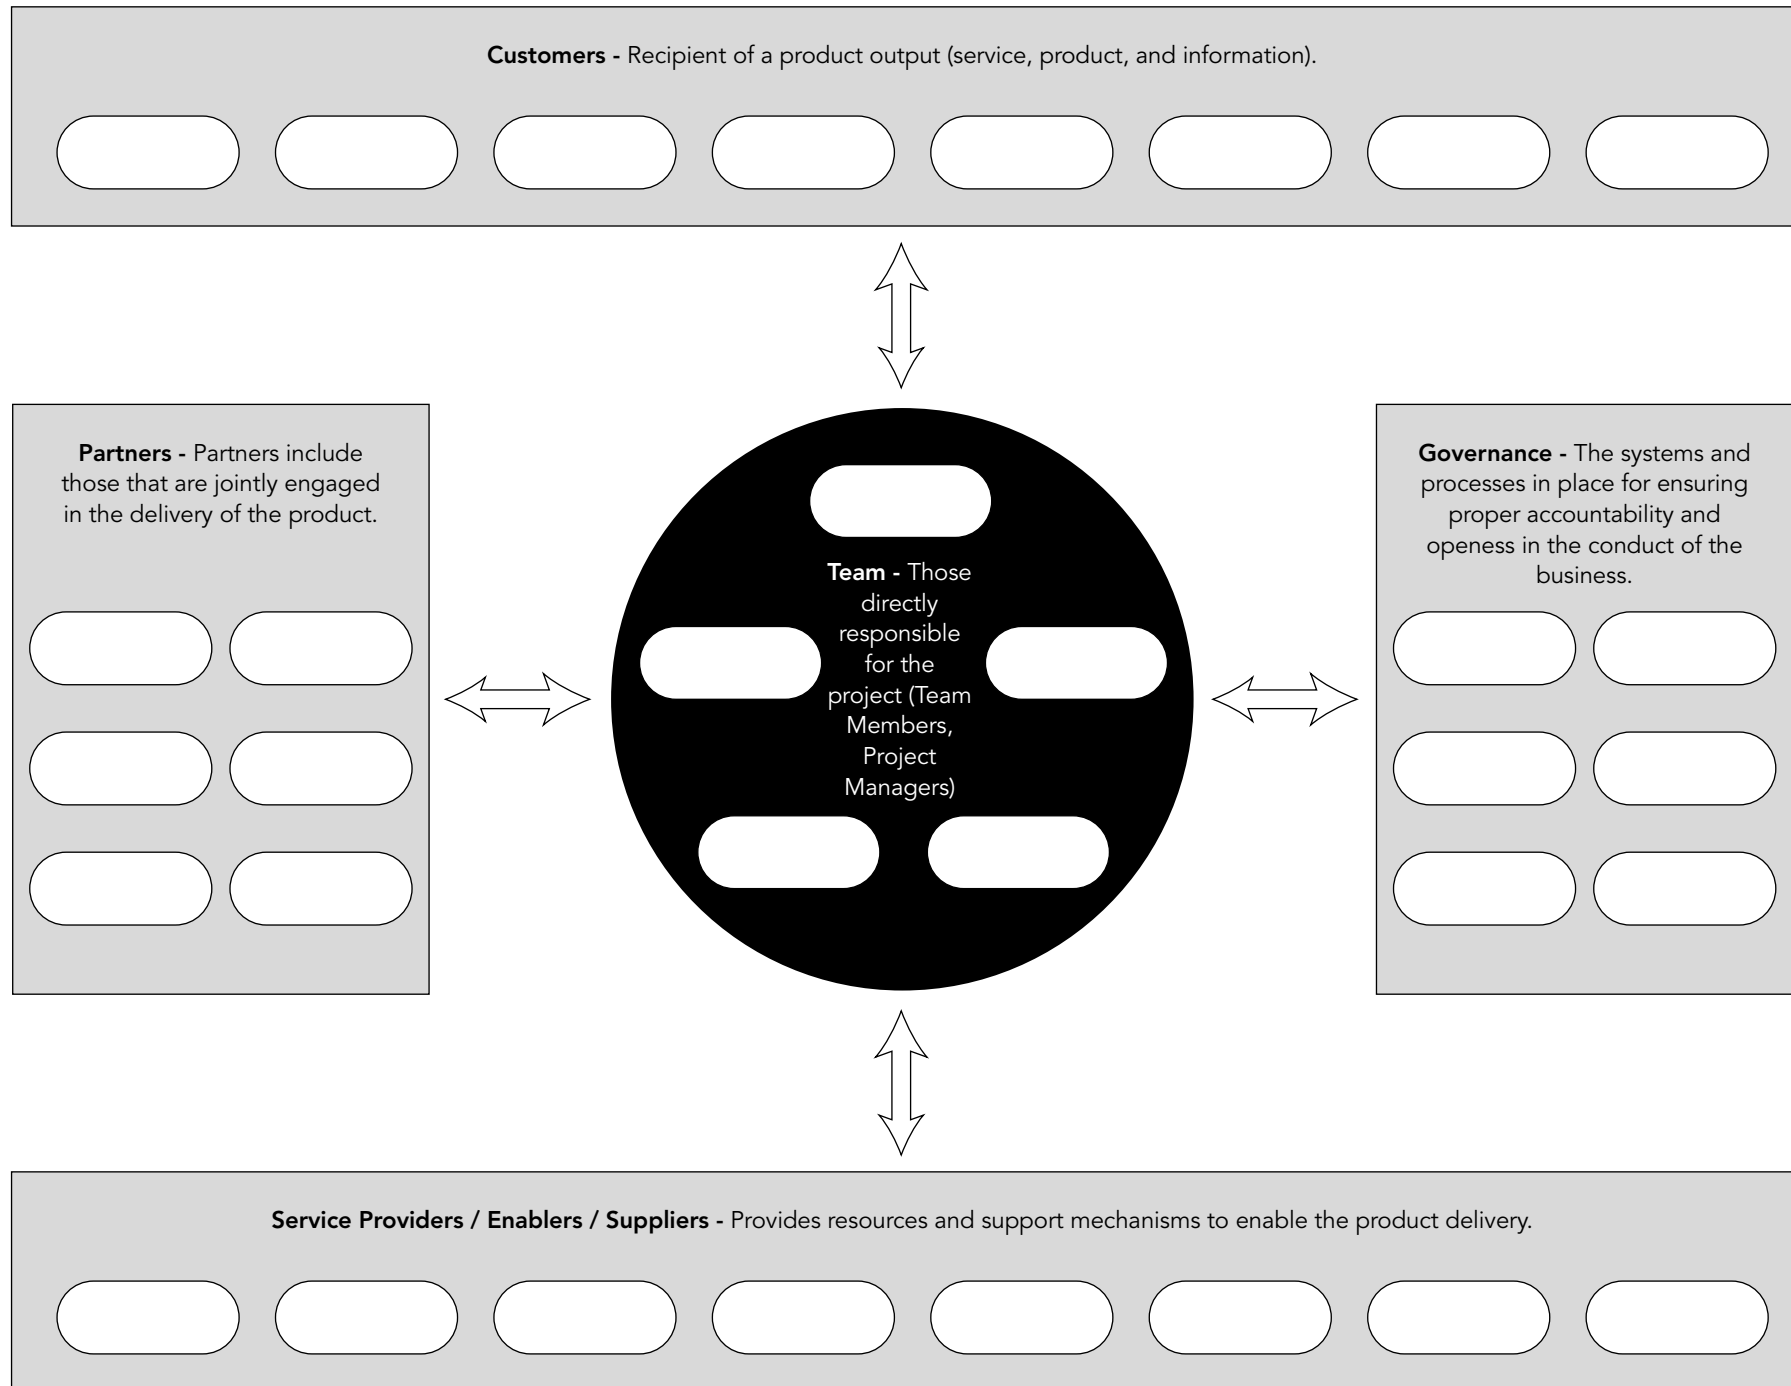 Customers - Recipient of a product output (service, product, and information).
Partners - Partners include
those that are jointly engaged
in the delivery of the product.
Team - Those
directly
responsible
for the
project (Team
Members,
Project
Managers)
Governance - The systems and
processes in place for ensuring
proper accountability and
openess in the conduct of the
business.
Service Providers / Enablers / Suppliers - Provides resources and support mechanisms to enable the product delivery.